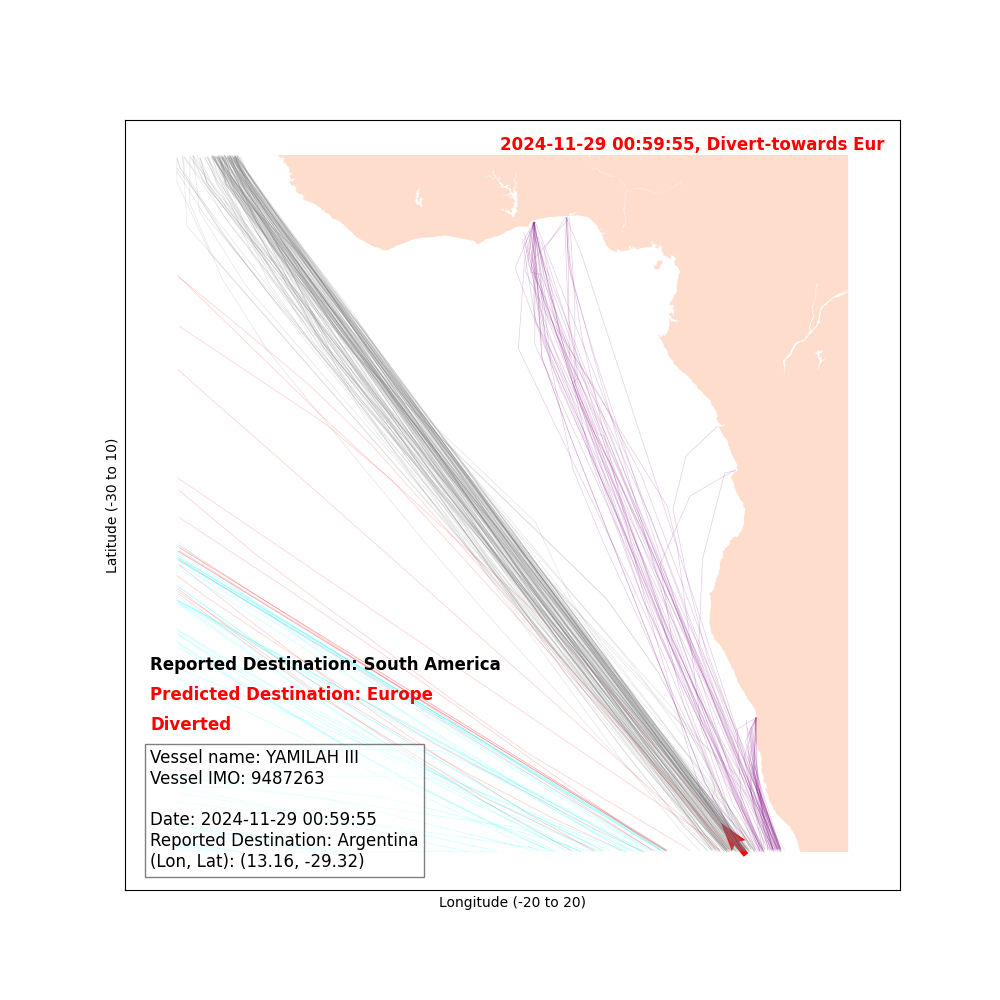 2024-11-29 00:59:55, Divert-towards Eur
Latitude (-30 to 10)
Reported Destination: South America
Predicted Destination: Europe
Diverted
Vessel name: YAMILAH III
Vessel IMO: 9487263
Date: 2024-11-29 00:59:55
Reported Destination: Argentina
(Lon, Lat): (13.16, -29.32)
Longitude (-20 to 20)